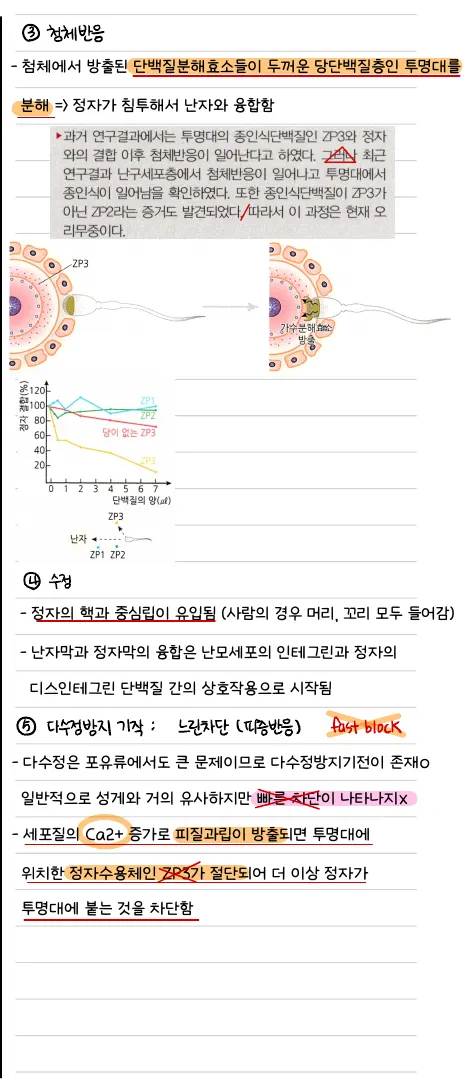 ③ 첨체반응
- 첨체에서 방출된 단백질분해효소들이 두꺼운 당단백질층인 투명대를
분해 => 정자가 침투해서 난자와 융합함
▶과거 연구결과에서는 투명대의 종인식단백질인 ZP3와 정자
와의 결합 이후 첨체반응이 일어난다고 하였다. 그러나 최근
연구결과 난구세포층에서 첨체반응이 일어나고 투명대에서
종인식이 일어남을 확인하였다. 또한 종인식단백질이 ZP3가
아닌 ZP2라는 증거도 발견되었다. 따라서 이 과정은 현재 오
리무중이다.
ZP3
가수분해효소
방출
정자 결합(%)
120
100
80
60
40
20
ZP1
ZP2
당이 없는 ZP3
ZP3
0 1 2 3 4 5 6 7
단백질의 양(㎕)
ZP3
난자
ZP1 ZP2
④ 수정
- 정자의 핵과 중심립이 유입됨 (사람의 경우 머리, 꼬리 모두 들어감)
- 난자막과 정자막의 융합은 난모세포의 인테그린과 정자의
디스인테그린 단백질 간의 상호작용으로 시작됨
⑤ 다수정방지 기작 : 느린차단 (피층반응) fast block
- 다수정은 포유류에서도 큰 문제이므로 다수정방지기전이 존재o
일반적으로 성게와 거의 유사하지만 빠른 차단이 나타나지x
- 세포질의 Ca2+ 증가로 피질과립이 방출되면 투명대에
위치한 정자수용체인 ZP3가 절단되어 더 이상 정자가
투명대에 붙는 것을 차단함